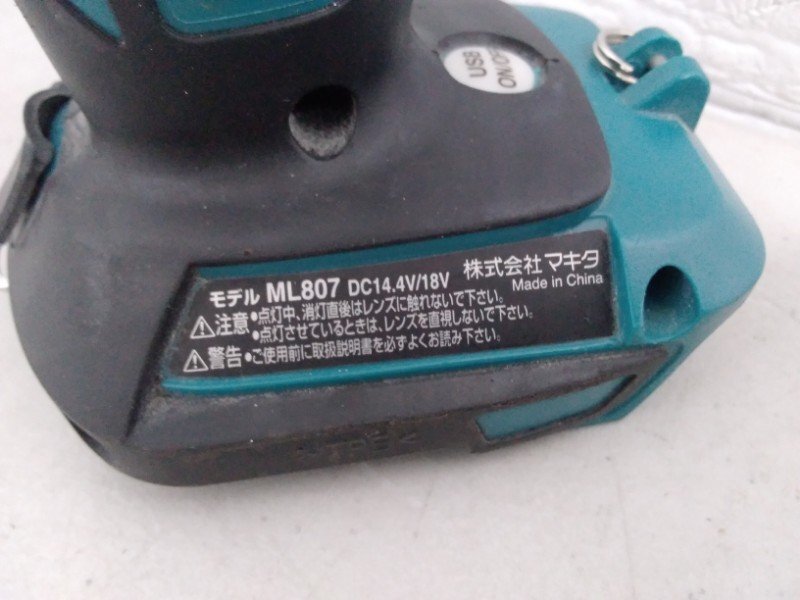 USB
ON/OFF
モデル ML807 DC14.4V/18V 株式会社 マキタ
Made in China
⚠注意 ●点灯中、消灯直後はレンズに触れないで下さい。
●点灯させているときは、レンズを直視しないで下さい。
⚠警告 ●ご使用前に取扱説明書を必ずよくお読み下さい。